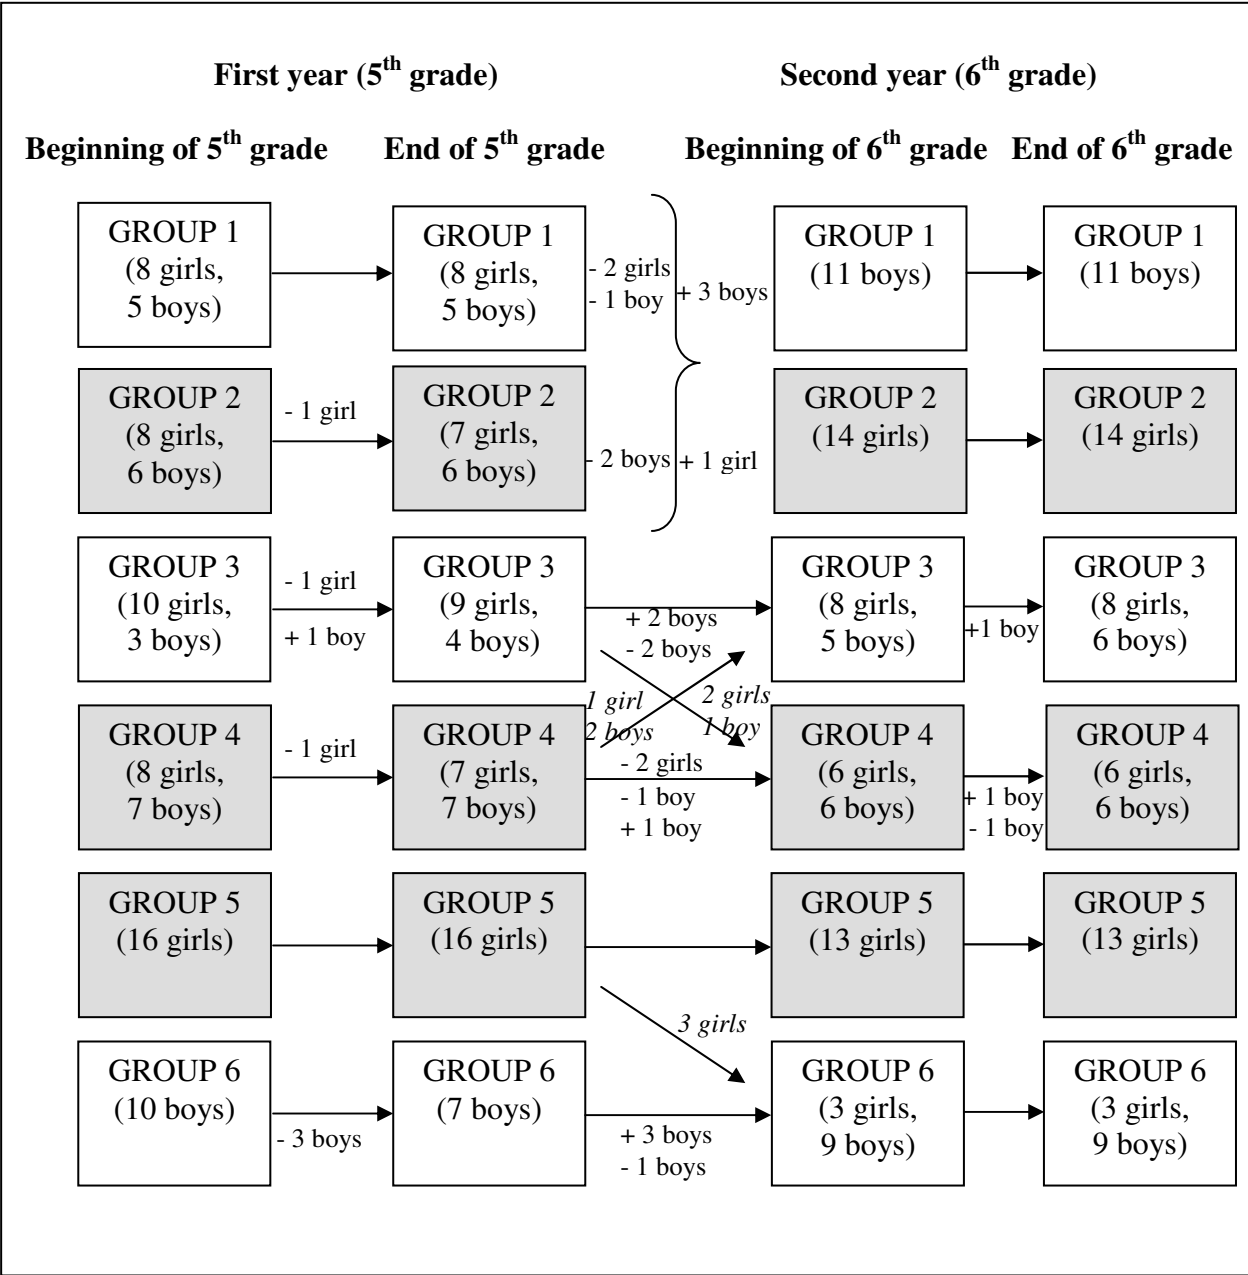 First year (5th grade)
Second year (6th grade)
Beginning of 5th grade
End of 5th grade
Beginning of 6th grade
End of 6th grade
GROUP 1
(8 girls,
5 boys)
GROUP 1
(8 girls,
5 boys)
- 2 girls
- 1 boy
+ 3 boys
GROUP 1
(11 boys)
GROUP 1
(11 boys)
GROUP 2
(8 girls,
6 boys)
- 1 girl
GROUP 2
(7 girls,
6 boys)
- 2 boys
+ 1 girl
GROUP 2
(14 girls)
GROUP 2
(14 girls)
GROUP 3
(10 girls,
3 boys)
- 1 girl
+ 1 boy
GROUP 3
(9 girls,
4 boys)
+ 2 boys
- 2 boys
GROUP 3
(8 girls,
5 boys)
+1 boy
GROUP 3
(8 girls,
6 boys)
1 girl
2 boys
2 girls
1 boy
GROUP 4
(8 girls,
7 boys)
- 1 girl
GROUP 4
(7 girls,
7 boys)
- 2 girls
- 1 boy
+ 1 boy
GROUP 4
(6 girls,
6 boys)
+ 1 boy
- 1 boy
GROUP 4
(6 girls,
6 boys)
GROUP 5
(16 girls)
GROUP 5
(16 girls)
GROUP 5
(13 girls)
GROUP 5
(13 girls)
3 girls
GROUP 6
(10 boys)
- 3 boys
GROUP 6
(7 boys)
+ 3 boys
- 1 boys
GROUP 6
(3 girls,
9 boys)
GROUP 6
(3 girls,
9 boys)